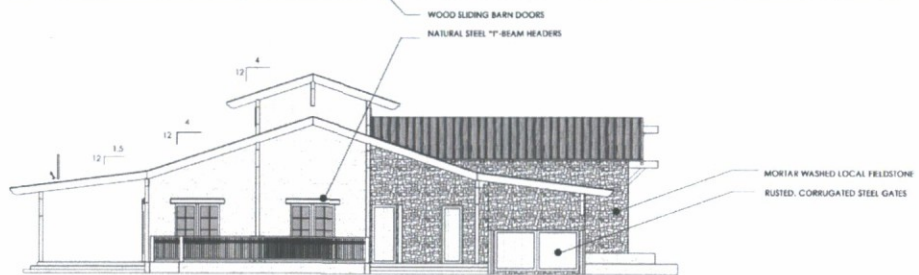 WOOD SLIDING BARN DOORS
NATURAL STEEL "I"-BEAM HEADERS
4
12
4
12
1.5
12
MORTAR WASHED LOCAL FIELDSTONE
RUSTED, CORRUGATED STEEL GATES